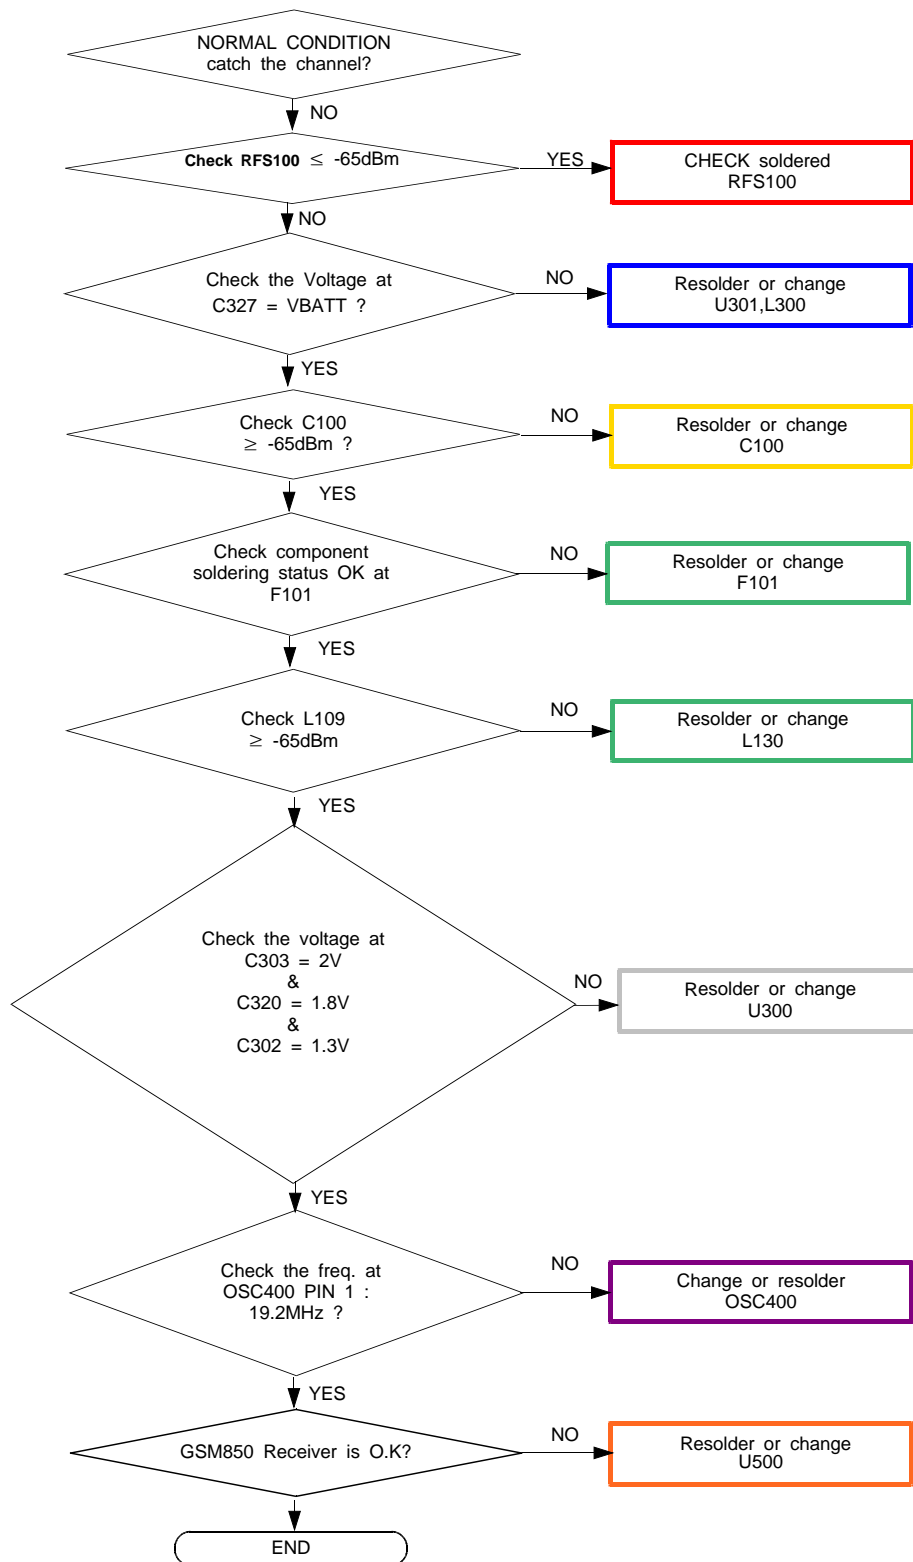 NORMAL CONDITION
catch the channel?
NO
Check RFS100 ≤ -65dBm
YES
CHECK soldered
RFS100
NO
Check the Voltage at
C327 = VBATT ?
NO
Resolder or change
U301,L300
YES
Check C100
≥ -65dBm ?
NO
Resolder or change
C100
YES
Check component
soldering status OK at
F101
NO
Resolder or change
F101
YES
Check L109
≥ -65dBm
NO
Resolder or change
L130
YES
Check the voltage at
C303 = 2V
&
C320 = 1.8V
&
C302 = 1.3V
NO
Resolder or change
U300
YES
Check the freq. at
OSC400 PIN 1 :
19.2MHz ?
NO
Change or resolder
OSC400
YES
GSM850 Receiver is O.K?
NO
Resolder or change
U500
END